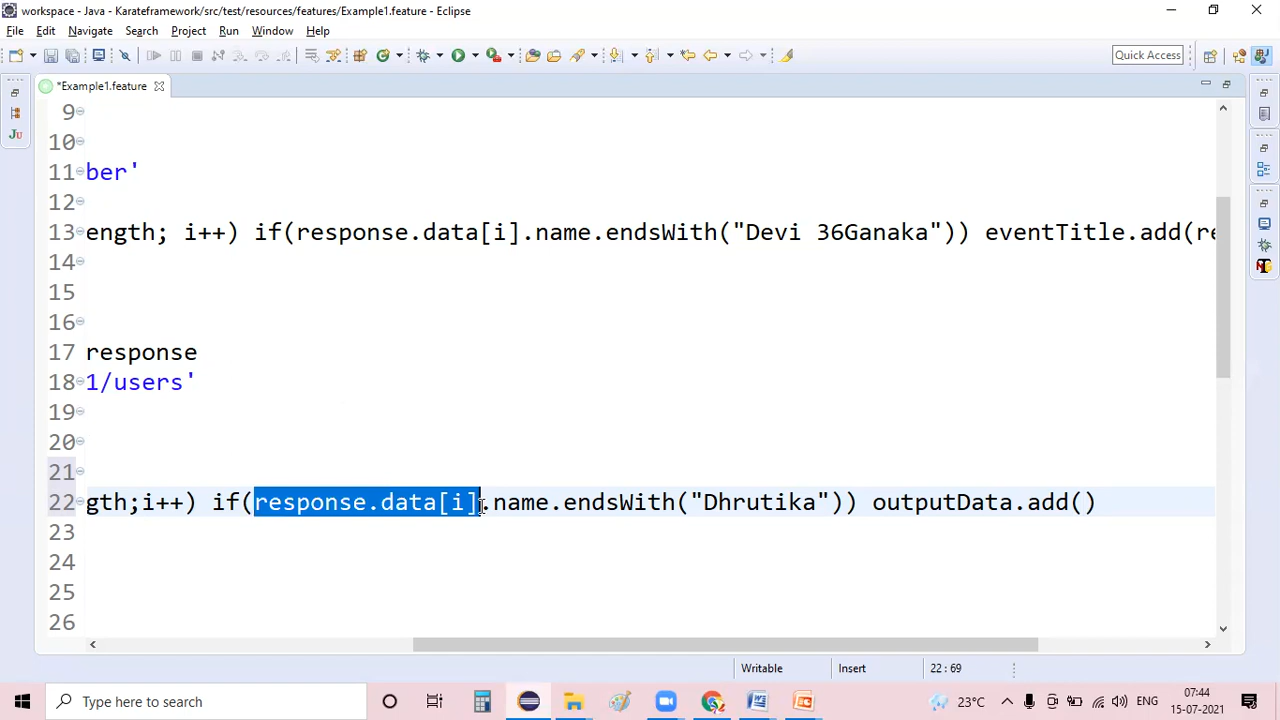 workspace - Java - Karateframework/src/test/resources/features/Example1.feature - Eclipse
File Edit Navigate Search Project Run Window Help
Quick Access
*Example1.feature
9
10
11 ber'
12
13 ength; i++) if(response.data[i].name.endsWith("Devi 36Ganaka")) eventTitle.add(re
14
15
16
17 response
18 1/users'
19
20
21
22 gth;i++) if(response.data[i].name.endsWith("Dhrutika")) outputData.add()
23
24
25
26
Writable Insert 22 : 69
Type here to search
23°C ENG 07:44
15-07-2021